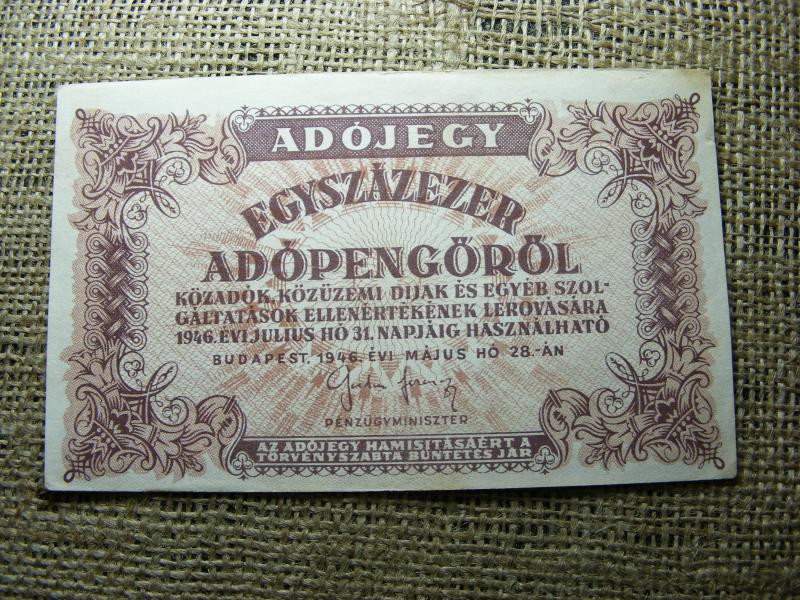 ADÓJEGY
EGYSZÁZEZER
ADÓPENGŐRŐL
KÖZADÓK, KÖZÜZEMI DIJAK ÉS EGYÉB SZOL-
GÁLTATÁSOK ELLENÉRTÉKÉNEK LEROVÁSÁRA
1946. ÉVI JULIUS HÓ 31. NAPJÁIG HASZNÁLHATÓ
BUDAPEST, 1946. ÉVI MÁJUS HÓ 28.-ÁN
PÉNZÜGYMINISZTER
AZ ADÓJEGY HAMISITÁSÁÉRT A
TÖRVÉNYSZABTA BÜNTETÉS JÁR